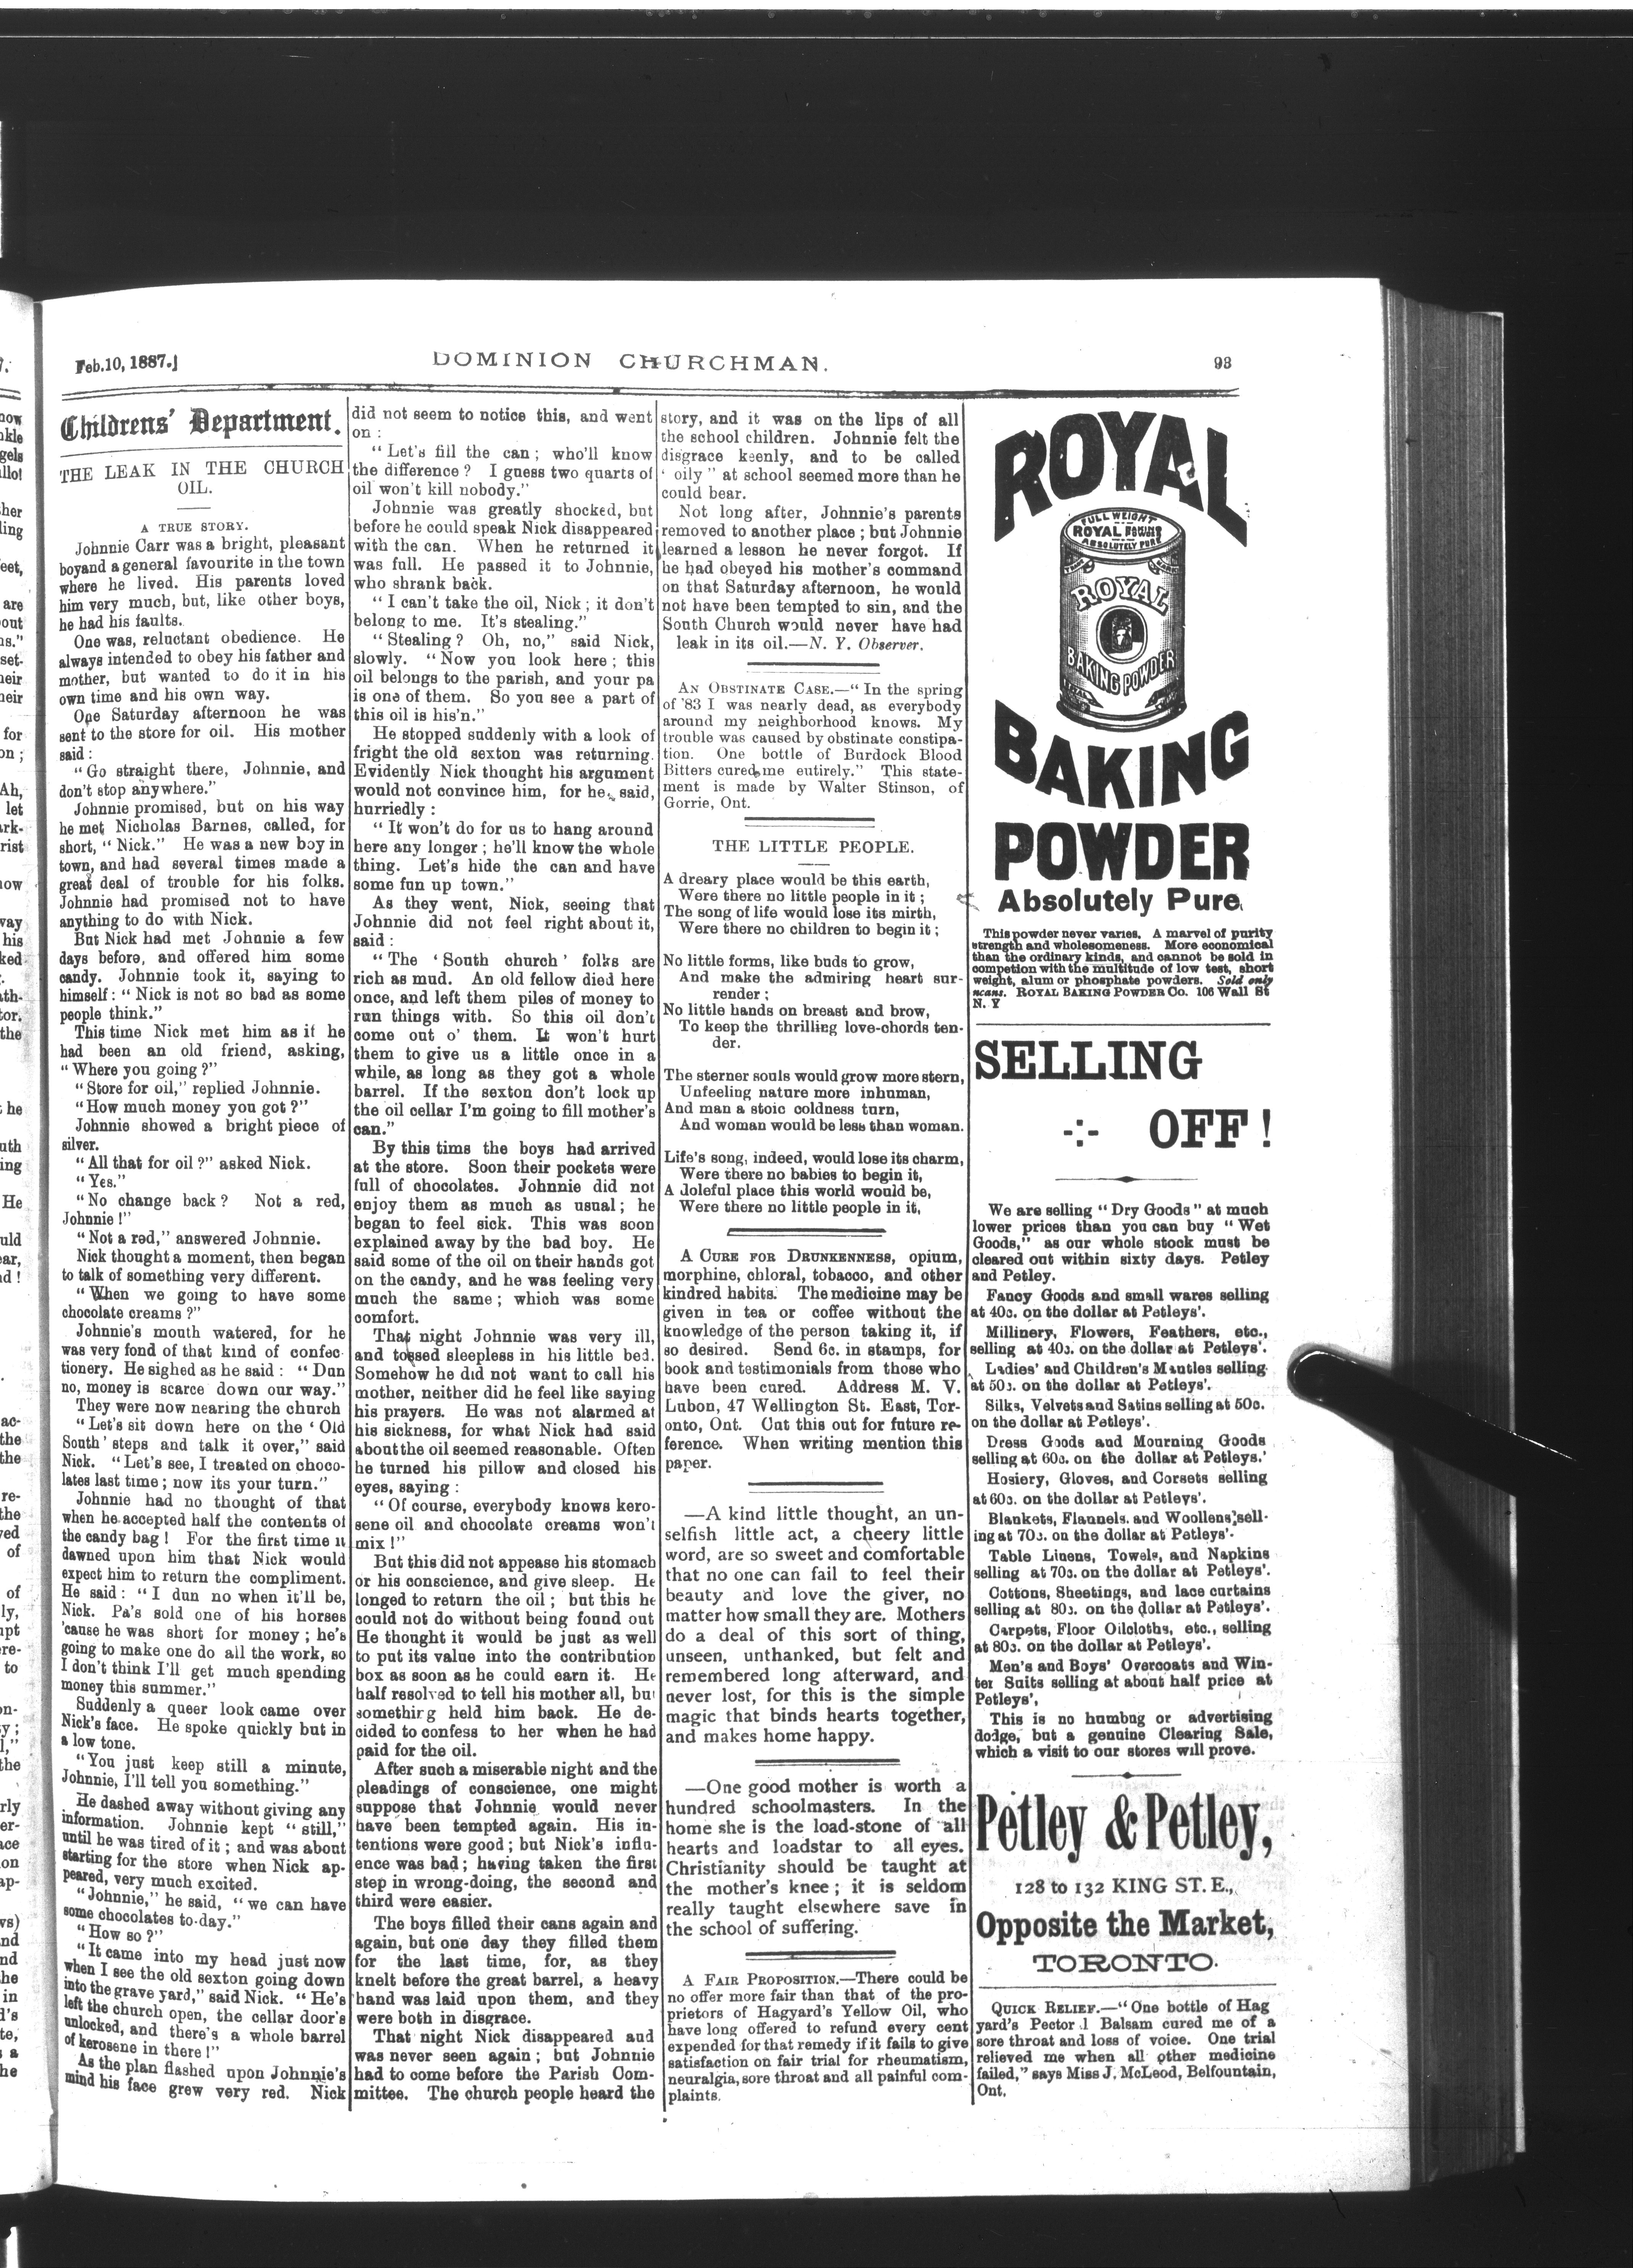 Feb. 10, 1887.]
DOMINION CHURCHMAN.
93
Childrens' Department.
THE LEAK IN THE CHURCH
OIL.
A TRUE STORY.
Johnnie Carr was a bright, pleasant
boyand a general favourite in the town
where he lived. His parents loved
him very much, but, like other boys,
he had his faults.
One was, reluctant obedience. He
always intended to obey his father and
mother, but wanted to do it in his
own time and his own way.
One Saturday afternoon he was
sent to the store for oil. His mother
said :
" Go straight there, Johnnie, and
don't stop anywhere."
Johnnie promised, but on his way
he met Nicholas Barnes, called, for
short, " Nick." He was a new boy in
town, and had several times made a
great deal of trouble for his folks.
Johnnie had promised not to have
anything to do with Nick.
But Nick had met Johnnie a few
days before, and offered him some
candy. Johnnie took it, saying to
himself: " Nick is not so bad as some
people think."
This time Nick met him as if he
had been an old friend, asking,
" Where you going ?"
" Store for oil," replied Johnnie.
" How much money you got ?"
Johnnie showed a bright piece of
silver.
" All that for oil ?" asked Nick.
" Yes."
" No change back ? Not a red,
Johnnie !"
" Not a red," answered Johnnie.
Nick thought a moment, then began
to talk of something very different.
" When we going to have some
chocolate creams ?"
Johnnie's mouth watered, for he
was very fond of that kind of confec
tionery. He sighed as he said : " Dun
no, money is scarce down our way."
They were now nearing the church
" Let's sit down here on the ' Old
South' steps and talk it over," said
Nick. " Let's see, I treated on choco-
lates last time ; now its your turn."
Johnnie had no thought of that
when he accepted half the contents of
the candy bag ! For the first time it
dawned upon him that Nick would
expect him to return the compliment.
He said : " I dun no when it'll be,
Nick. Pa's sold one of his horses
'cause he was short for money ; he's
going to make one do all the work, so
I don't think I'll get much spending
money this summer."
Suddenly a queer look came over
Nick's face. He spoke quickly but in
a low tone.
" You just keep still a minute,
Johnnie, I'll tell you something."
He dashed away without giving any
information. Johnnie kept " still,"
until he was tired of it ; and was about
starting for the store when Nick ap-
peared, very much excited.
" Johnnie," he said, " we can have
some chocolates to-day."
" How so ?"
" It came into my head just now
when I see the old sexton going down
into the grave yard," said Nick. " He's
left the church open, the cellar door's
unlocked, and there's a whole barrel
of kerosene in there !"
As the plan flashed upon Johnnie's
mind his face grew very red. Nick
did not seem to notice this, and went
on :
" Let's fill the can ; who'll know
the difference ? I guess two quarts of
oil won't kill nobody."
Johnnie was greatly shocked, but
before he could speak Nick disappeared
with the can. When he returned it
was full. He passed it to Johnnie,
who shrank back.
" I can't take the oil, Nick ; it don't
belong to me. It's stealing."
" Stealing ? Oh, no," said Nick,
slowly. " Now you look here ; this
oil belongs to the parish, and your pa
is one of them. So you see a part of
this oil is his'n."
He stopped suddenly with a look of
fright the old sexton was returning.
Evidently Nick thought his argument
would not convince him, for he said,
hurriedly :
" It won't do for us to hang around
here any longer ; he'll know the whole
thing. Let's hide the can and have
some fun up town."
As they went, Nick, seeing that
Johnnie did not feel right about it,
said :
" The ' South church ' folks are
rich as mud. An old fellow died here
once, and left them piles of money to
run things with. So this oil don't
come out o' them. It won't hurt
them to give us a little once in a
while, as long as they got a whole
barrel. If the sexton don't lock up
the oil cellar I'm going to fill mother's
can."
By this tims the boys had arrived
at the store. Soon their pockets were
full of chocolates. Johnnie did not
enjoy them as much as usual ; he
began to feel sick. This was soon
explained away by the bad boy. He
said some of the oil on their hands got
on the candy, and he was feeling very
much the same ; which was some
comfort.
That night Johnnie was very ill,
and tossed sleepless in his little bed.
Somehow he did not want to call his
mother, neither did he feel like saying
his prayers. He was not alarmed at
his sickness, for what Nick had said
about the oil seemed reasonable. Often
he turned his pillow and closed his
eyes, saying :
" Of course, everybody knows kero-
sene oil and chocolate creams won't
mix !"
But this did not appease his stomach
or his conscience, and give sleep. He
longed to return the oil ; but this he
could not do without being found out
He thought it would be just as well
to put its value into the contribution
box as soon as he could earn it. He
half resolved to tell his mother all, but
something held him back. He de-
cided to confess to her when he had
paid for the oil.
After such a miserable night and the
pleadings of conscience, one might
suppose that Johnnie would never
have been tempted again. His in-
tentions were good ; but Nick's influ-
ence was bad ; having taken the first
step in wrong-doing, the second and
third were easier.
The boys filled their cans again and
again, but one day they filled them
for the last time, for, as they
knelt before the great barrel, a heavy
hand was laid upon them, and they
were both in disgrace.
That night Nick disappeared and
was never seen again ; but Johnnie
had to come before the Parish Com-
mittee. The church people heard the
story, and it was on the lips of all
the school children. Johnnie felt the
disgrace keenly, and to be called
' oily " at school seemed more than he
could bear.
Not long after, Johnnie's parents
removed to another place ; but Johnnie
learned a lesson he never forgot. If
he had obeyed his mother's command
on that Saturday afternoon, he would
not have been tempted to sin, and the
South Church would never have had
leak in its oil.—N. Y. Observer.
AN OBSTINATE CASE.—" In the spring
of '83 I was nearly dead, as everybody
around my neighborhood knows. My
trouble was caused by obstinate constipa-
tion. One bottle of Burdock Blood
Bitters cured me entirely." This state-
ment is made by Walter Stinson, of
Gorrie, Ont.
THE LITTLE PEOPLE.
A dreary place would be this earth,
Were there no little people in it ;
The song of life would lose its mirth,
Were there no children to begin it ;
No little forms, like buds to grow,
And make the admiring heart sur-
render ;
No little hands on breast and brow,
To keep the thrilling love-chords ten-
der.
The sterner souls would grow more stern,
Unfeeling nature more inhuman,
And man a stoic coldness turn,
And woman would be less than woman.
Life's song, indeed, would lose its charm,
Were there no babies to begin it,
A Joleful place this world would be,
Were there no little people in it,
A CURE FOR DRUNKENNESS, opium,
morphine, chloral, tobacco, and other
kindred habits. The medicine may be
given in tea or coffee without the
knowledge of the person taking it, if
so desired. Send 6c. in stamps, for
book and testimonials from those who
have been cured. Address M. V.
Lubon, 47 Wellington St. East, Tor-
onto, Ont. Cut this out for future re-
ference. When writing mention this
paper.
—A kind little thought, an un-
selfish little act, a cheery little
word, are so sweet and comfortable
that no one can fail to feel their
beauty and love the giver, no
matter how small they are. Mothers
do a deal of this sort of thing,
unseen, unthanked, but felt and
remembered long afterward, and
never lost, for this is the simple
magic that binds hearts together,
and makes home happy.
—One good mother is worth a
hundred schoolmasters. In the
home she is the load-stone of all
hearts and loadstar to all eyes.
Christianity should be taught at
the mother's knee ; it is seldom
really taught elsewhere save in
the school of suffering.
A FAIR PROPOSITION.—There could be
no offer more fair than that of the pro-
prietors of Hagyard's Yellow Oil, who
have long offered to refund every cent
expended for that remedy if it fails to give
satisfaction on fair trial for rheumatism,
neuralgia, sore throat and all painful com-
plaints.
ROYAL
FULL WEIGHT
ROYAL BAKING
ABSOLUTELY PURE
ROYAL
BAKING POWDER
BAKING
POWDER
Absolutely Pure.
This powder never varies. A marvel of purity
strength and wholesomeness. More economical
than the ordinary kinds, and cannot be sold in
competion with the multitude of low test, short
weight, alum or phosphate powders. Sold only
ncans. ROYAL BAKING POWDER CO. 106 Wall St
N. Y
SELLING
-:- OFF !
We are selling " Dry Goods " at much
lower prices than you can buy " Wet
Goods," as our whole stock must be
cleared out within sixty days. Petley
and Petley.
Fancy Goods and small wares selling
at 40c. on the dollar at Petleys'.
Millinery, Flowers, Feathers, etc.,
selling at 40c. on the dollar at Petleys'.
Ladies' and Children's Mantles selling
at 50c. on the dollar at Petleys'.
Silks, Velvets and Satins selling at 50c.
on the dollar at Petleys'.
Dress Goods and Mourning Goods
selling at 60c. on the dollar at Petleys.'
Hosiery, Gloves, and Corsets selling
at 60c. on the dollar at Petleys'.
Blankets, Flannels, and Woollens sell-
ing at 70c. on the dollar at Petleys'.
Table Linens, Towels, and Napkins
selling at 70c. on the dollar at Petleys'.
Cottons, Sheetings, and lace curtains
selling at 80c. on the dollar at Petleys'.
Carpets, Floor Oilcloths, etc., selling
at 80c. on the dollar at Petleys'.
Men's and Boys' Overcoats and Win-
ter Suits selling at about half price at
Petleys',
This is no humbug or advertising
dodge, but a genuine Clearing Sale,
which a visit to our stores will prove.
Petley & Petley,
128 to 132 KING ST. E.,
Opposite the Market,
TORONTO.
QUICK RELIEF.—" One bottle of Hag
yard's Pector l Balsam cured me of a
sore throat and loss of voice. One trial
relieved me when all other medicine
failed," says Miss J. McLeod, Belfountain,
Ont.